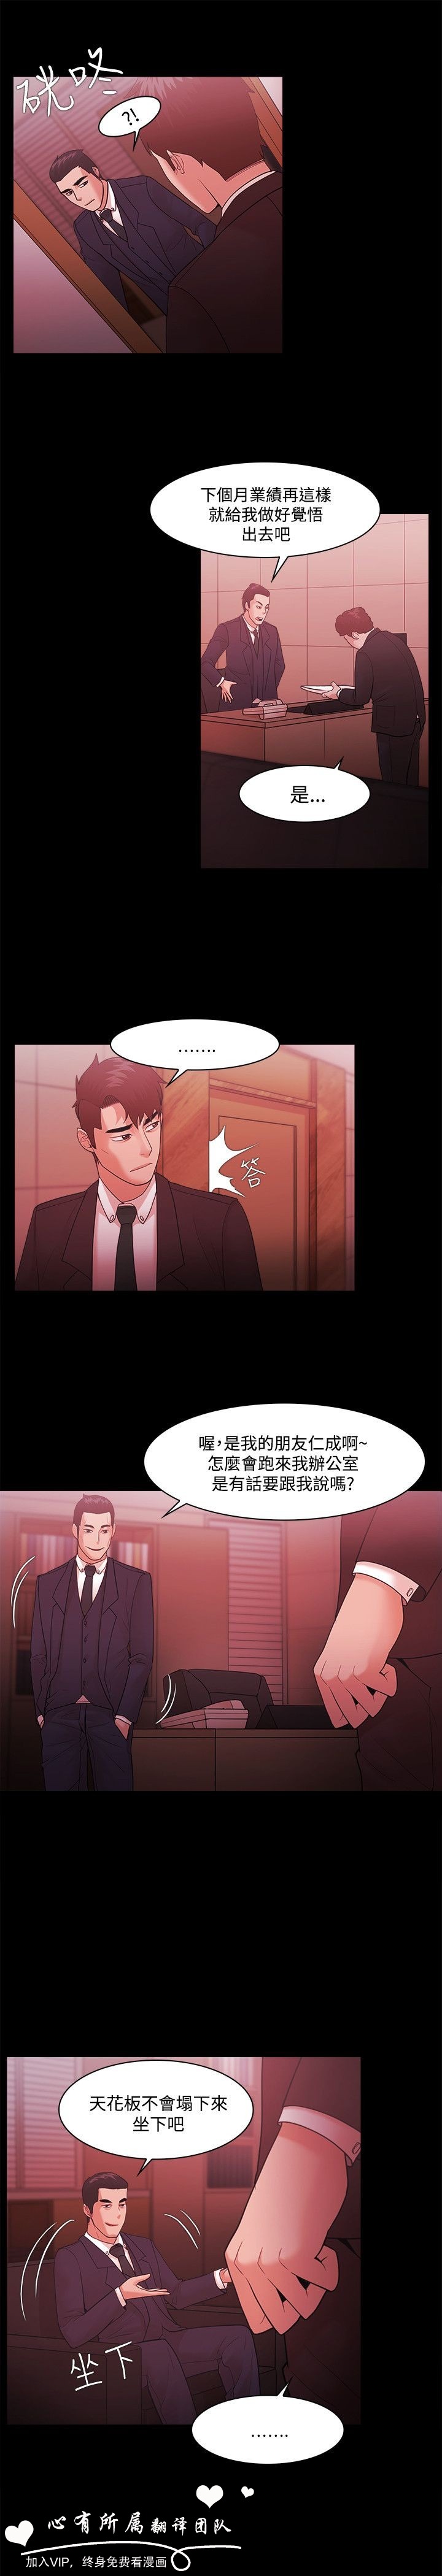 硄咚
?!
下個月業績再這樣
就給我做好覺悟
出去吧
是...
.......
答
喔,是我的朋友仁成啊~
怎麼會跑來我辦公室
是有話要跟我說嗎?
天花板不會塌下來
坐下吧
坐下
.......
心有所属翻译团队
加入VIP，终身免费看漫画